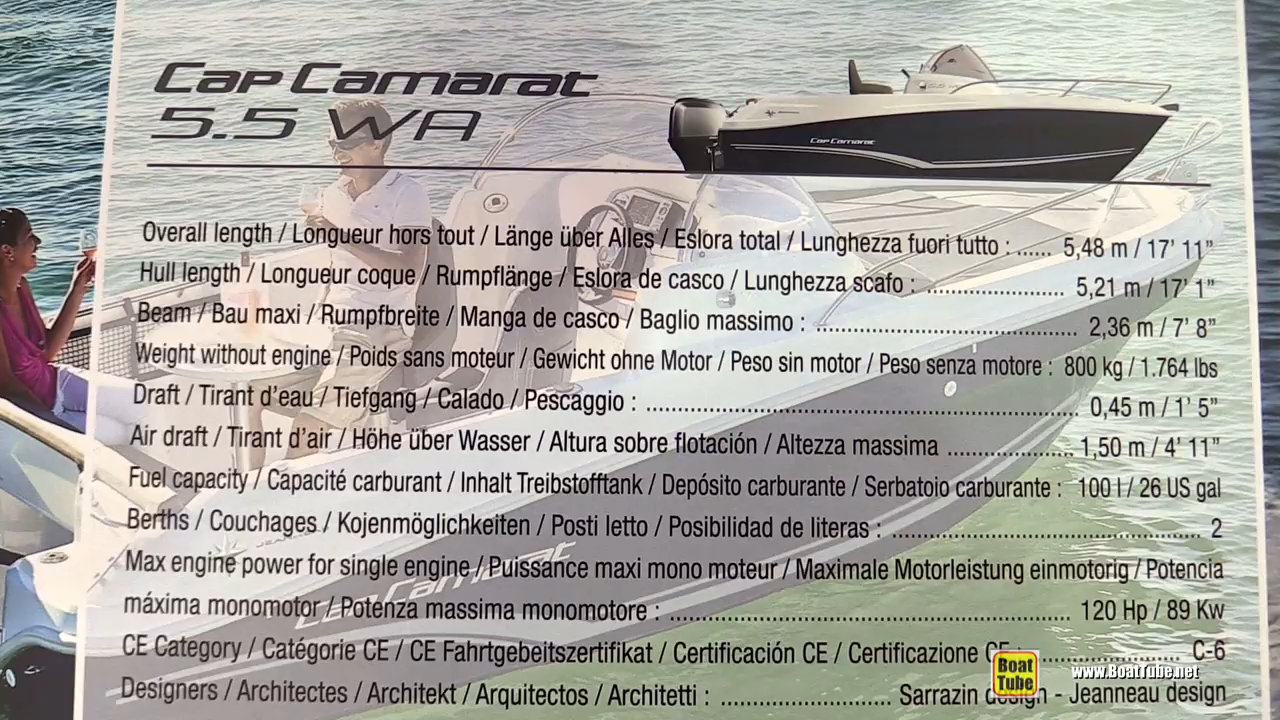 Cap Camarat
5.5 WA
Cap Camarat
Overall length / Longueur hors tout / Länge über Alles / Eslora total / Lunghezza fuori tutto : ...... 5,48 m / 17' 11"
Hull length / Longueur coque / Rumpflänge / Eslora de casco / Lunghezza scafo : ........................ 5,21 m / 17' 1"
Beam / Bau maxi / Rumpfbreite / Manga de casco / Baglio massimo : .............................................. 2,36 m / 7' 8"
Weight without engine / Poids sans moteur / Gewicht ohne Motor / Peso sin motor / Peso senza motore : 800 kg / 1.764 lbs
Draft / Tirant d'eau / Tiefgang / Calado / Pescaggio : .............................................................................. 0,45 m / 1' 5"
Air draft / Tirant d'air / Höhe über Wasser / Altura sobre flotación / Altezza massima ...................... 1,50 m / 4' 11"
Fuel capacity / Capacité carburant / Inhalt Treibstofftank / Depósito carburante / Serbatoio carburante : 100 l / 26 US gal
Berths / Couchages / Kojenmöglichkeiten / Posti letto / Posibilidad de literas : ....................................................... 2
Max engine power for single engine / Puissance maxi mono moteur / Maximale Motorleistung einmotorig / Potencia
máxima monomotor / Potenza massima monomotore : ....................................................................... 120 Hp / 89 Kw
Cap Camarat
CE Category / Catégorie CE / CE Fahrtgebeitszertifikat / Certificación CE / Certificazione CE : ........................ C-6
Designers / Architectes / Architekt / Arquitectos / Architetti : .............................. Sarrazin design - Jeanneau design
Boat
Tube
www.BoatTube.net